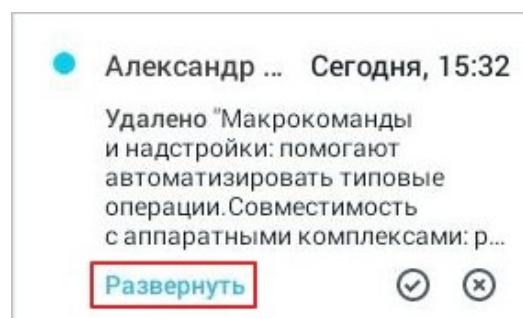 Александр ... Сегодня, 15:32
Удалено "Макрокоманды
и надстройки: помогают
автоматизировать типовые
операции.Совместимость
с аппаратными комплексами: р...
Развернуть